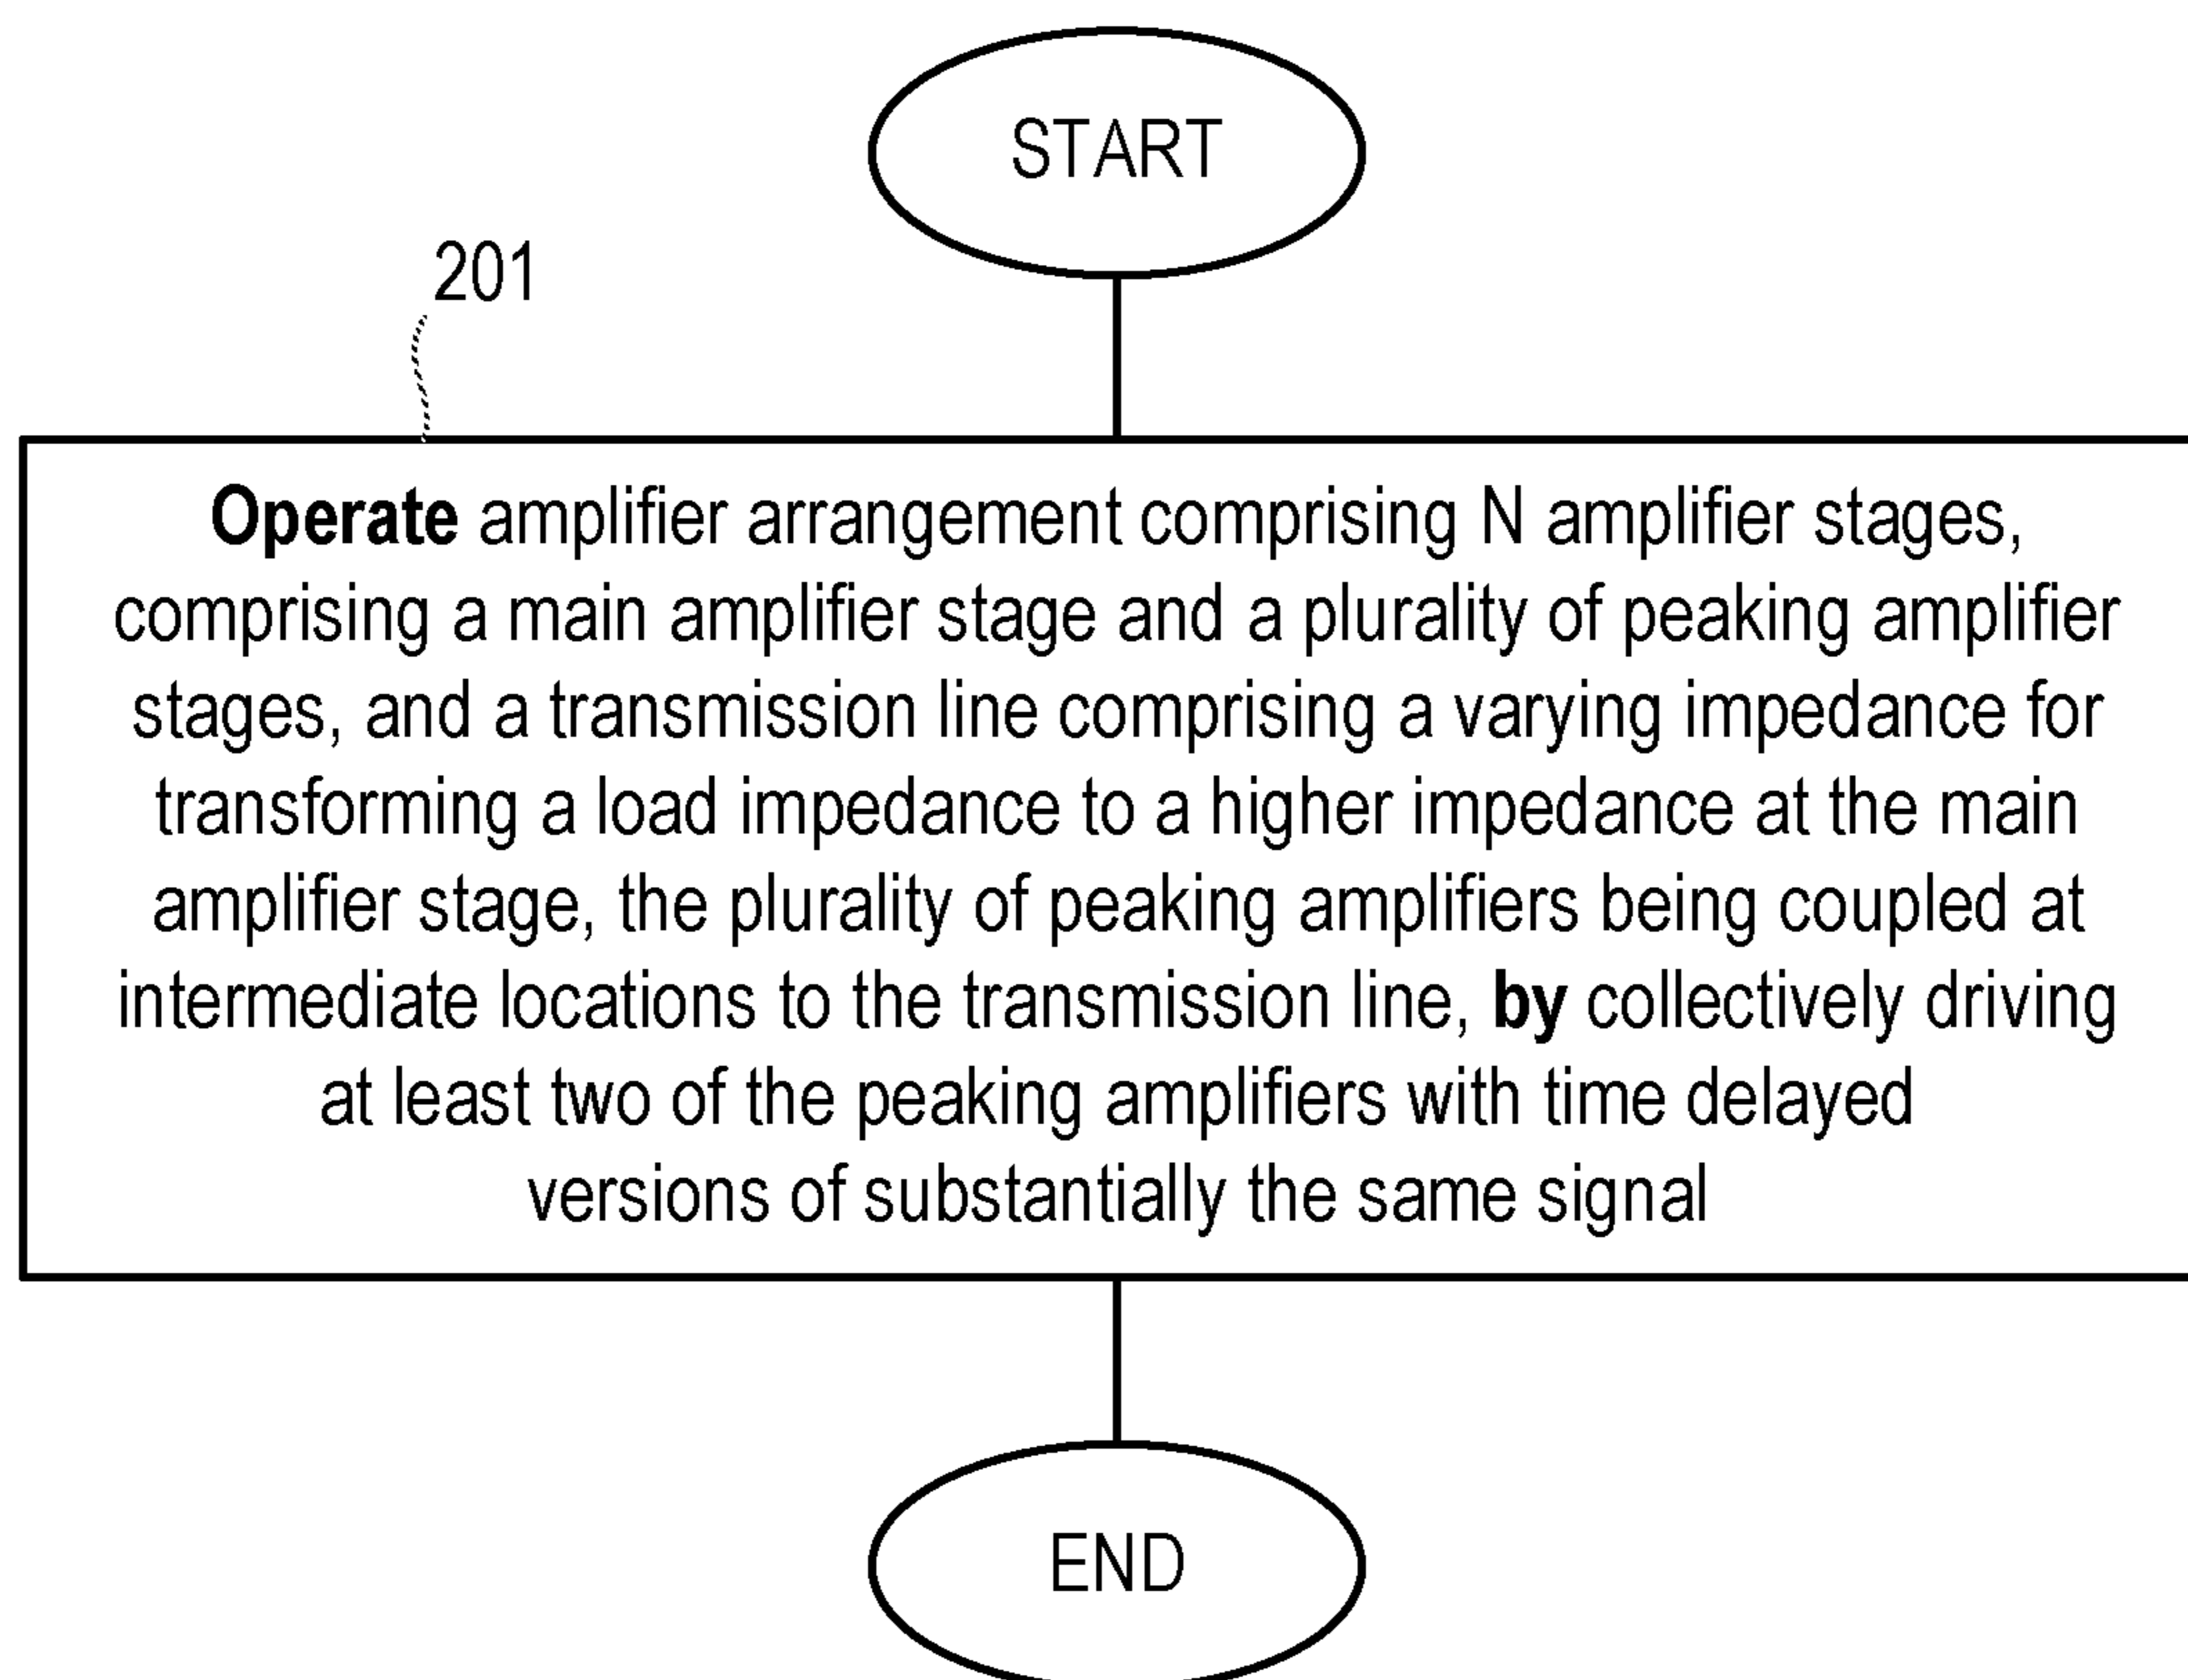 START
201
Operate amplifier arrangement comprising N amplifier stages,
comprising a main amplifier stage and a plurality of peaking amplifier
stages, and a transmission line comprising a varying impedance for
transforming a load impedance to a higher impedance at the main
amplifier stage, the plurality of peaking amplifiers being coupled at
intermediate locations to the transmission line, by collectively driving
at least two of the peaking amplifiers with time delayed
versions of substantially the same signal
END